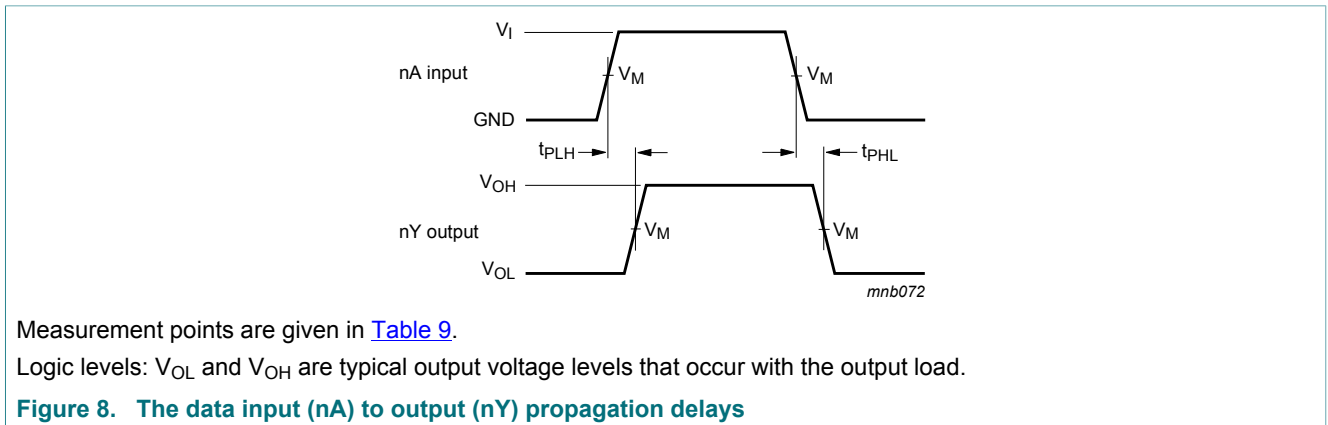 V_I
nA input
V_M
V_M
GND
t_PLH
t_PHL
V_OH
nY output
V_M
V_M
V_OL
mnb072
Measurement points are given in Table 9.
Logic levels: V_OL and V_OH are typical output voltage levels that occur with the output load.
Figure 8. The data input (nA) to output (nY) propagation delays